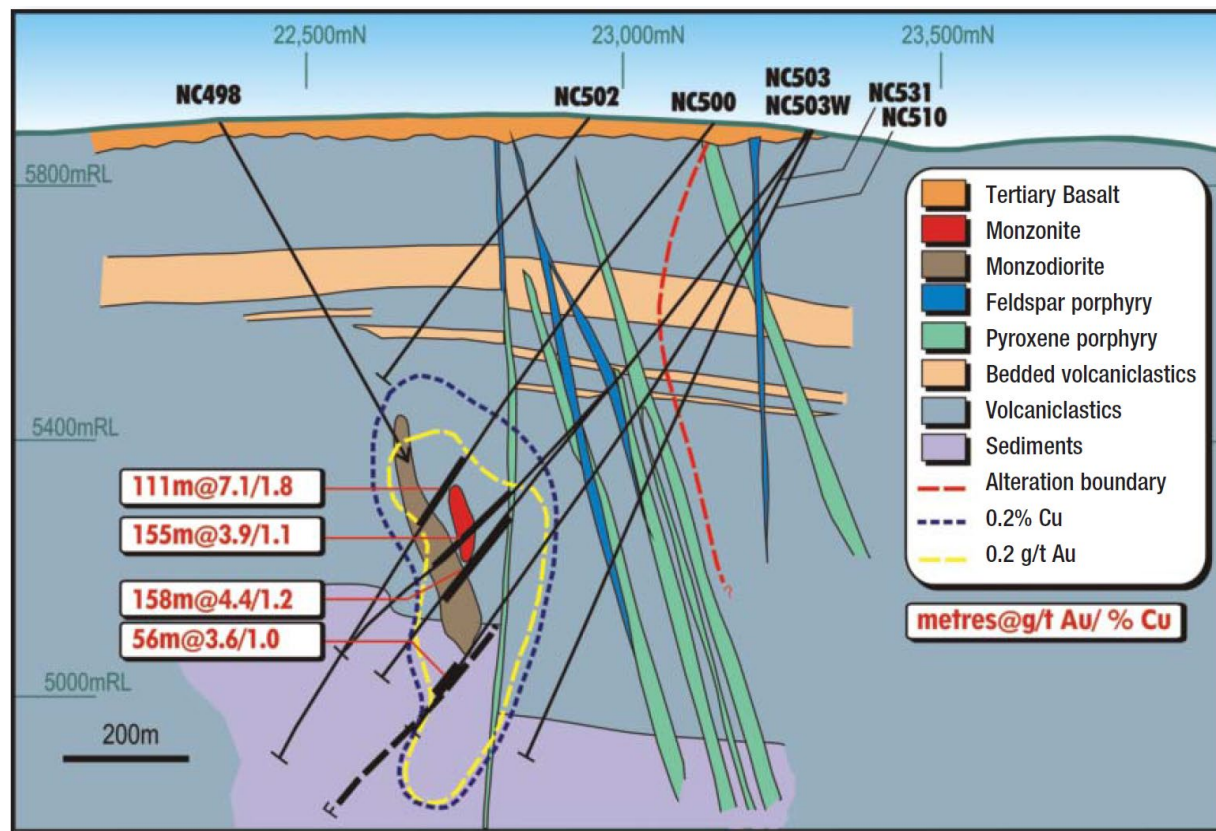 22,500mN
23,000mN
23,500mN
NC498
NC502
NC500
NC503
NC503W
NC531
NC510
5800mRL
5400mRL
5000mRL
200m
111m@7.1/1.8
155m@3.9/1.1
158m@4.4/1.2
56m@3.6/1.0
F
?
Tertiary Basalt
Monzonite
Monzodiorite
Feldspar porphyry
Pyroxene porphyry
Bedded volcaniclastics
Volcaniclastics
Sediments
Alteration boundary
0.2% Cu
0.2 g/t Au
metres@g/t Au/ % Cu